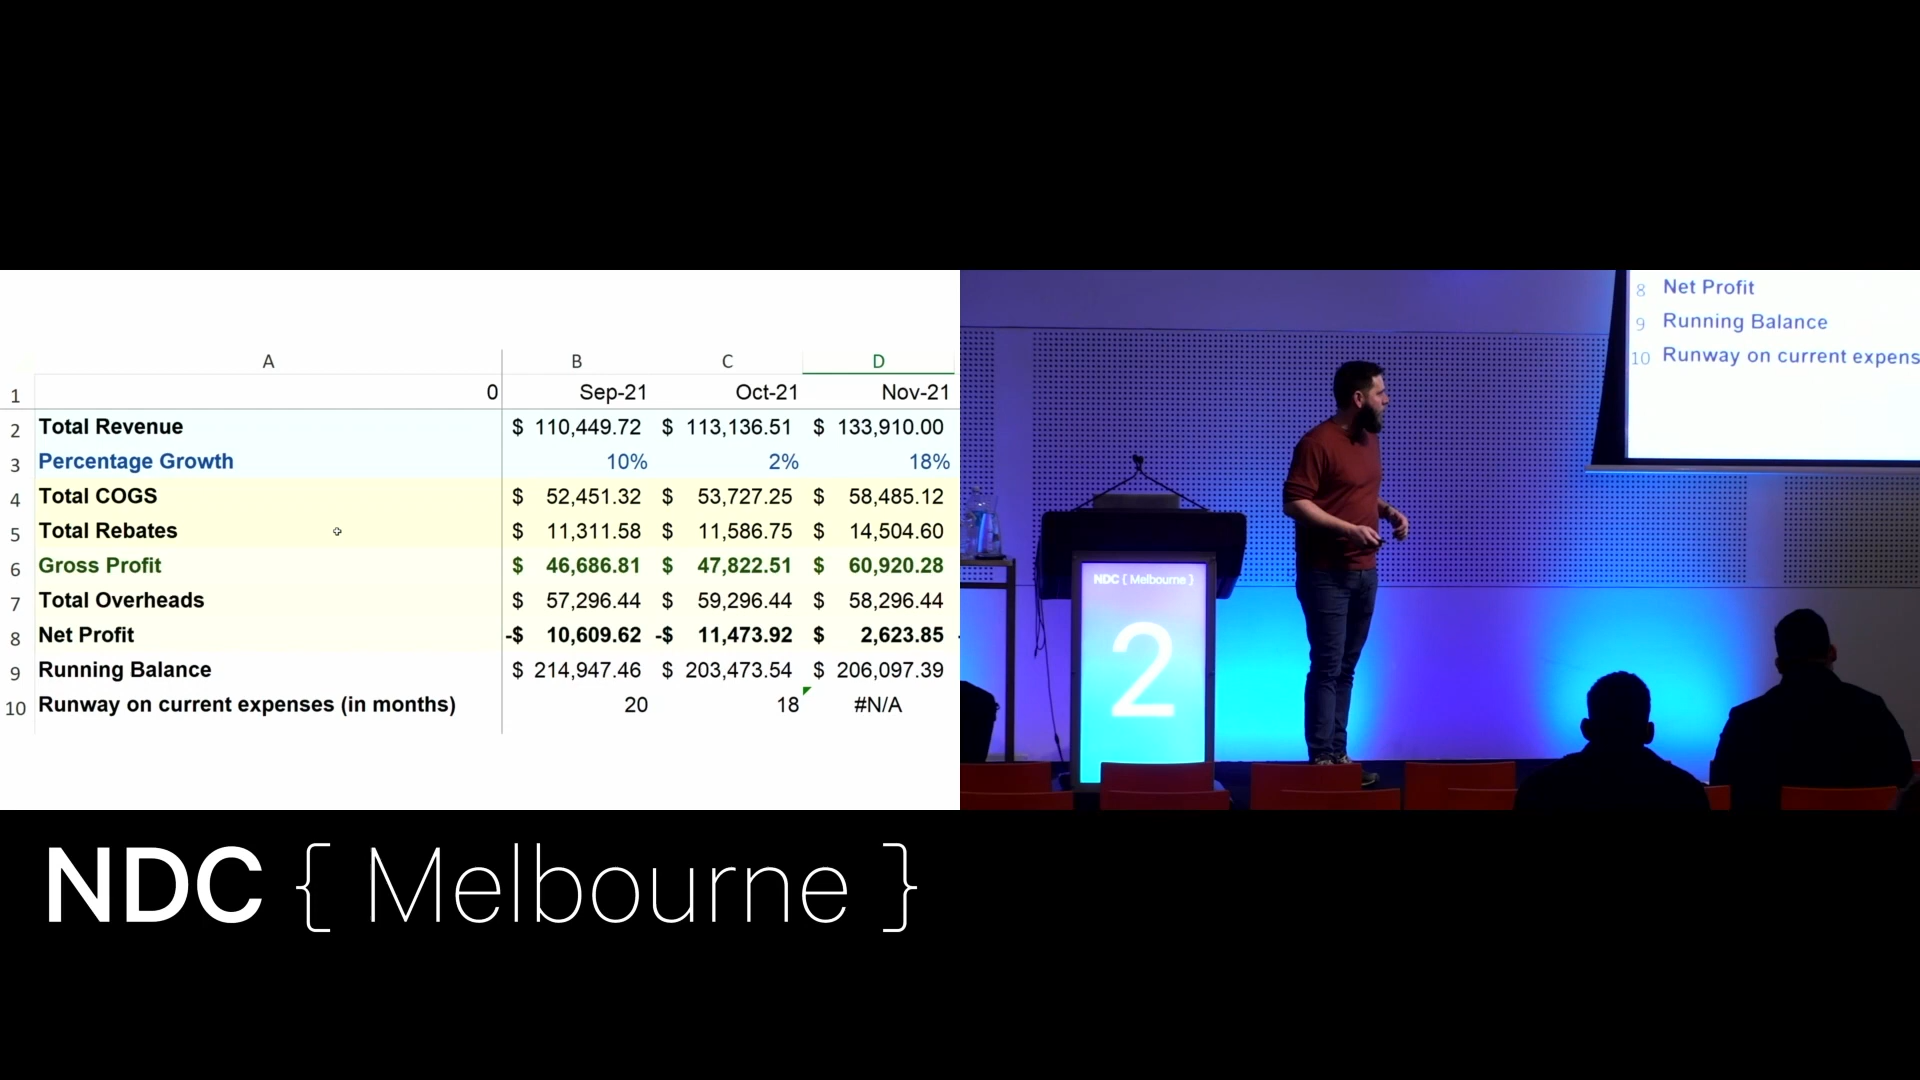 A B C D
1 0 Sep-21 Oct-21 Nov-21
2 Total Revenue $ 110,449.72 $ 113,136.51 $ 133,910.00
3 Percentage Growth 10% 2% 18%
4 Total COGS $ 52,451.32 $ 53,727.25 $ 58,485.12
5 Total Rebates $ 11,311.58 $ 11,586.75 $ 14,504.60
6 Gross Profit $ 46,686.81 $ 47,822.51 $ 60,920.28
7 Total Overheads $ 57,296.44 $ 59,296.44 $ 58,296.44
8 Net Profit -$ 10,609.62 -$ 11,473.92 $ 2,623.85 -
9 Running Balance $ 214,947.46 $ 203,473.54 $ 206,097.39
10 Runway on current expenses (in months) 20 18 #N/A
8 Net Profit
9 Running Balance
10 Runway on current expens
NDC { Melbourne }
2
NDC { Melbourne }